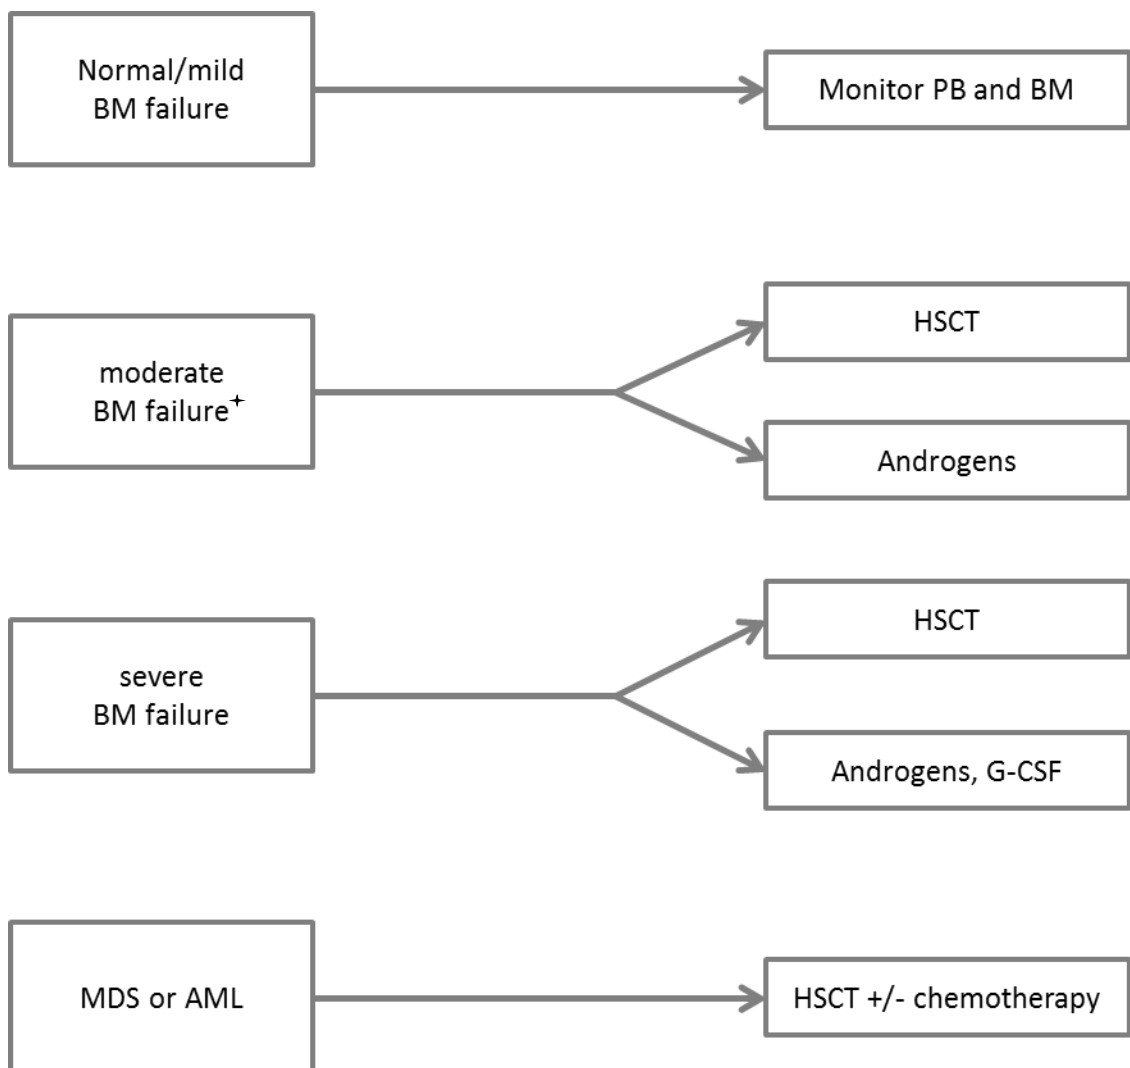 Normal/mild
BM failure
Monitor PB and BM
moderate
BM failure⁺
HSCT
Androgens
severe
BM failure
HSCT
Androgens, G-CSF
MDS or AML
HSCT +/- chemotherapy